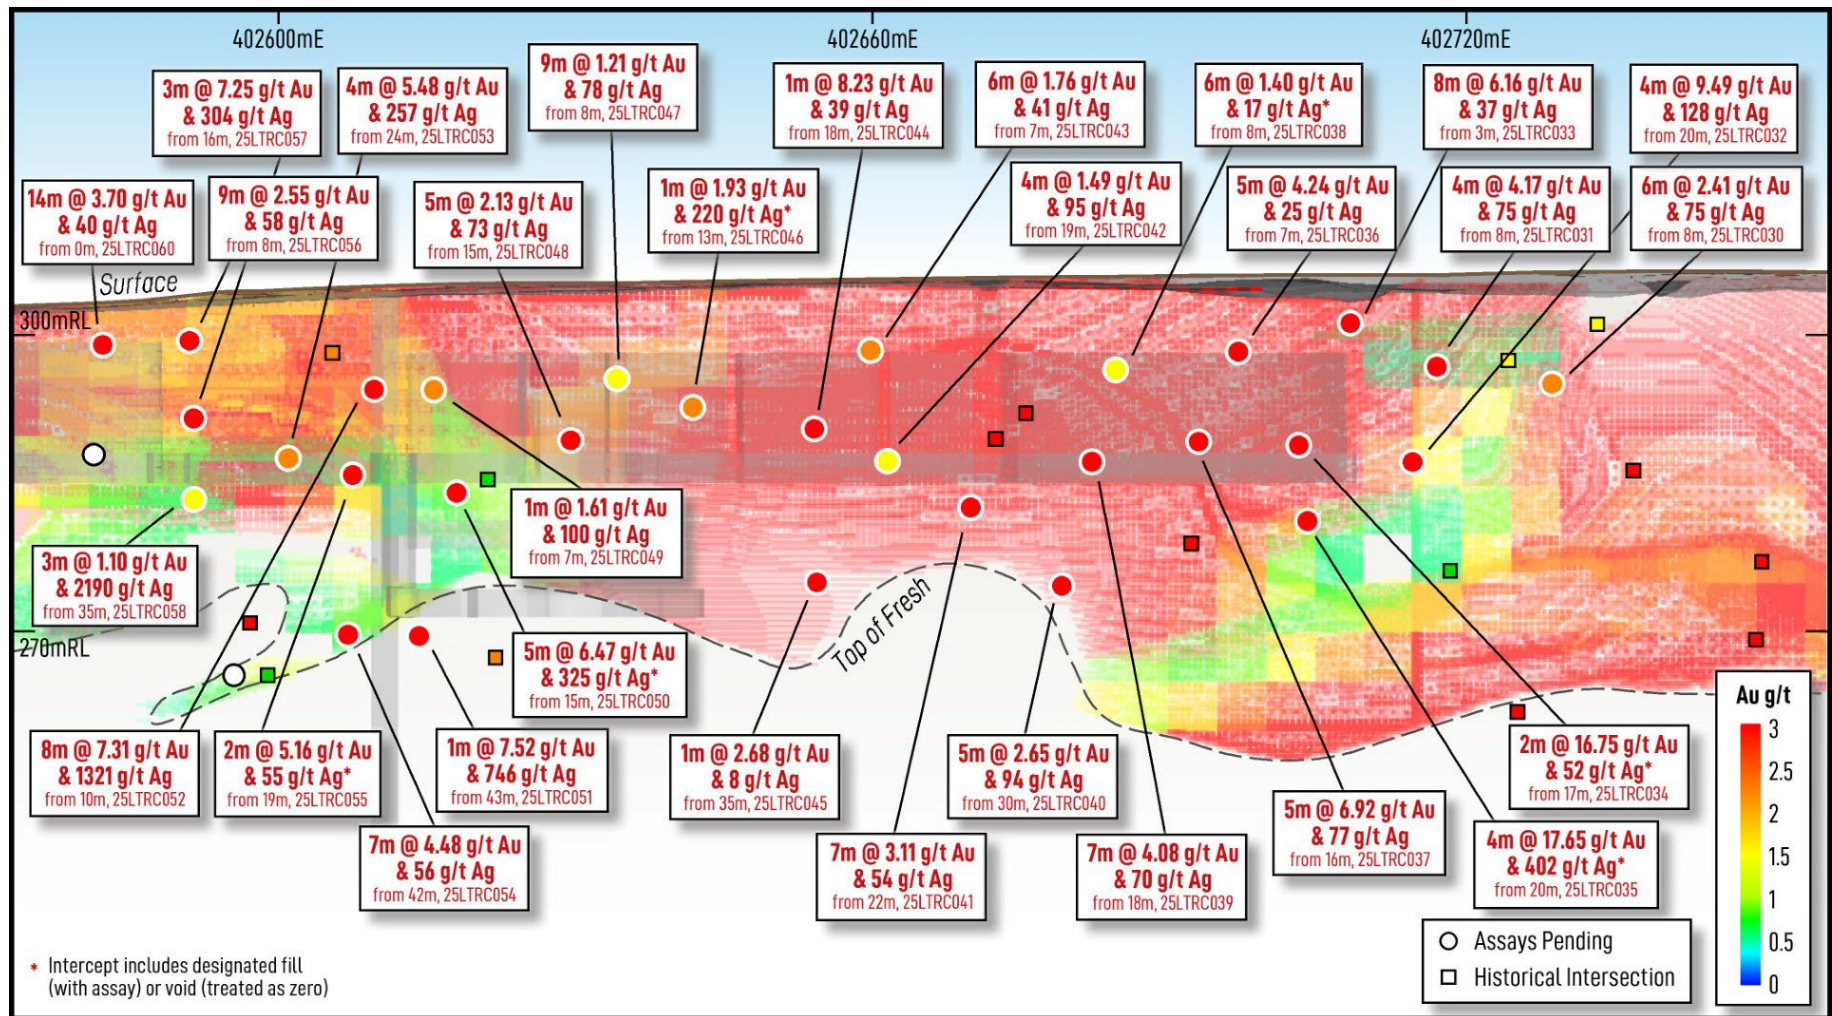 402600mE
402660mE
402720mE
3m @ 7.25 g/t Au
& 304 g/t Ag
from 16m, 25LTRC057
4m @ 5.48 g/t Au
& 257 g/t Ag
from 24m, 25LTRC053
9m @ 1.21 g/t Au
& 78 g/t Ag
from 8m, 25LTRC047
1m @ 8.23 g/t Au
& 39 g/t Ag
from 18m, 25LTRC044
6m @ 1.76 g/t Au
& 41 g/t Ag
from 7m, 25LTRC043
6m @ 1.40 g/t Au
& 17 g/t Ag*
from 8m, 25LTRC038
8m @ 6.16 g/t Au
& 37 g/t Ag
from 3m, 25LTRC033
4m @ 9.49 g/t Au
& 128 g/t Ag
from 20m, 25LTRC032
14m @ 3.70 g/t Au
& 40 g/t Ag
from 0m, 25LTRC060
9m @ 2.55 g/t Au
& 58 g/t Ag
from 8m, 25LTRC056
5m @ 2.13 g/t Au
& 73 g/t Ag
from 15m, 25LTRC048
1m @ 1.93 g/t Au
& 220 g/t Ag*
from 13m, 25LTRC046
4m @ 1.49 g/t Au
& 95 g/t Ag
from 19m, 25LTRC042
5m @ 4.24 g/t Au
& 25 g/t Ag
from 7m, 25LTRC036
4m @ 4.17 g/t Au
& 75 g/t Ag
from 8m, 25LTRC031
6m @ 2.41 g/t Au
& 75 g/t Ag
from 8m, 25LTRC030
Surface
300mRL
3m @ 1.10 g/t Au
& 2190 g/t Ag
from 35m, 25LTRC058
1m @ 1.61 g/t Au
& 100 g/t Ag
from 7m, 25LTRC049
270mRL
Top of Fresh
5m @ 6.47 g/t Au
& 325 g/t Ag*
from 15m, 25LTRC050
8m @ 7.31 g/t Au
& 1321 g/t Ag
from 10m, 25LTRC052
2m @ 5.16 g/t Au
& 55 g/t Ag*
from 19m, 25LTRC055
1m @ 7.52 g/t Au
& 746 g/t Ag
from 43m, 25LTRC051
1m @ 2.68 g/t Au
& 8 g/t Ag
from 35m, 25LTRC045
5m @ 2.65 g/t Au
& 94 g/t Ag
from 30m, 25LTRC040
2m @ 16.75 g/t Au
& 52 g/t Ag*
from 17m, 25LTRC034
7m @ 4.48 g/t Au
& 56 g/t Ag
from 42m, 25LTRC054
7m @ 3.11 g/t Au
& 54 g/t Ag
from 22m, 25LTRC041
7m @ 4.08 g/t Au
& 70 g/t Ag
from 18m, 25LTRC039
5m @ 6.92 g/t Au
& 77 g/t Ag
from 16m, 25LTRC037
4m @ 17.65 g/t Au
& 402 g/t Ag*
from 20m, 25LTRC035
Au g/t
3
2.5
2
1.5
1
0.5
0
Assays Pending
Historical Intersection
* Intercept includes designated fill
(with assay) or void (treated as zero)